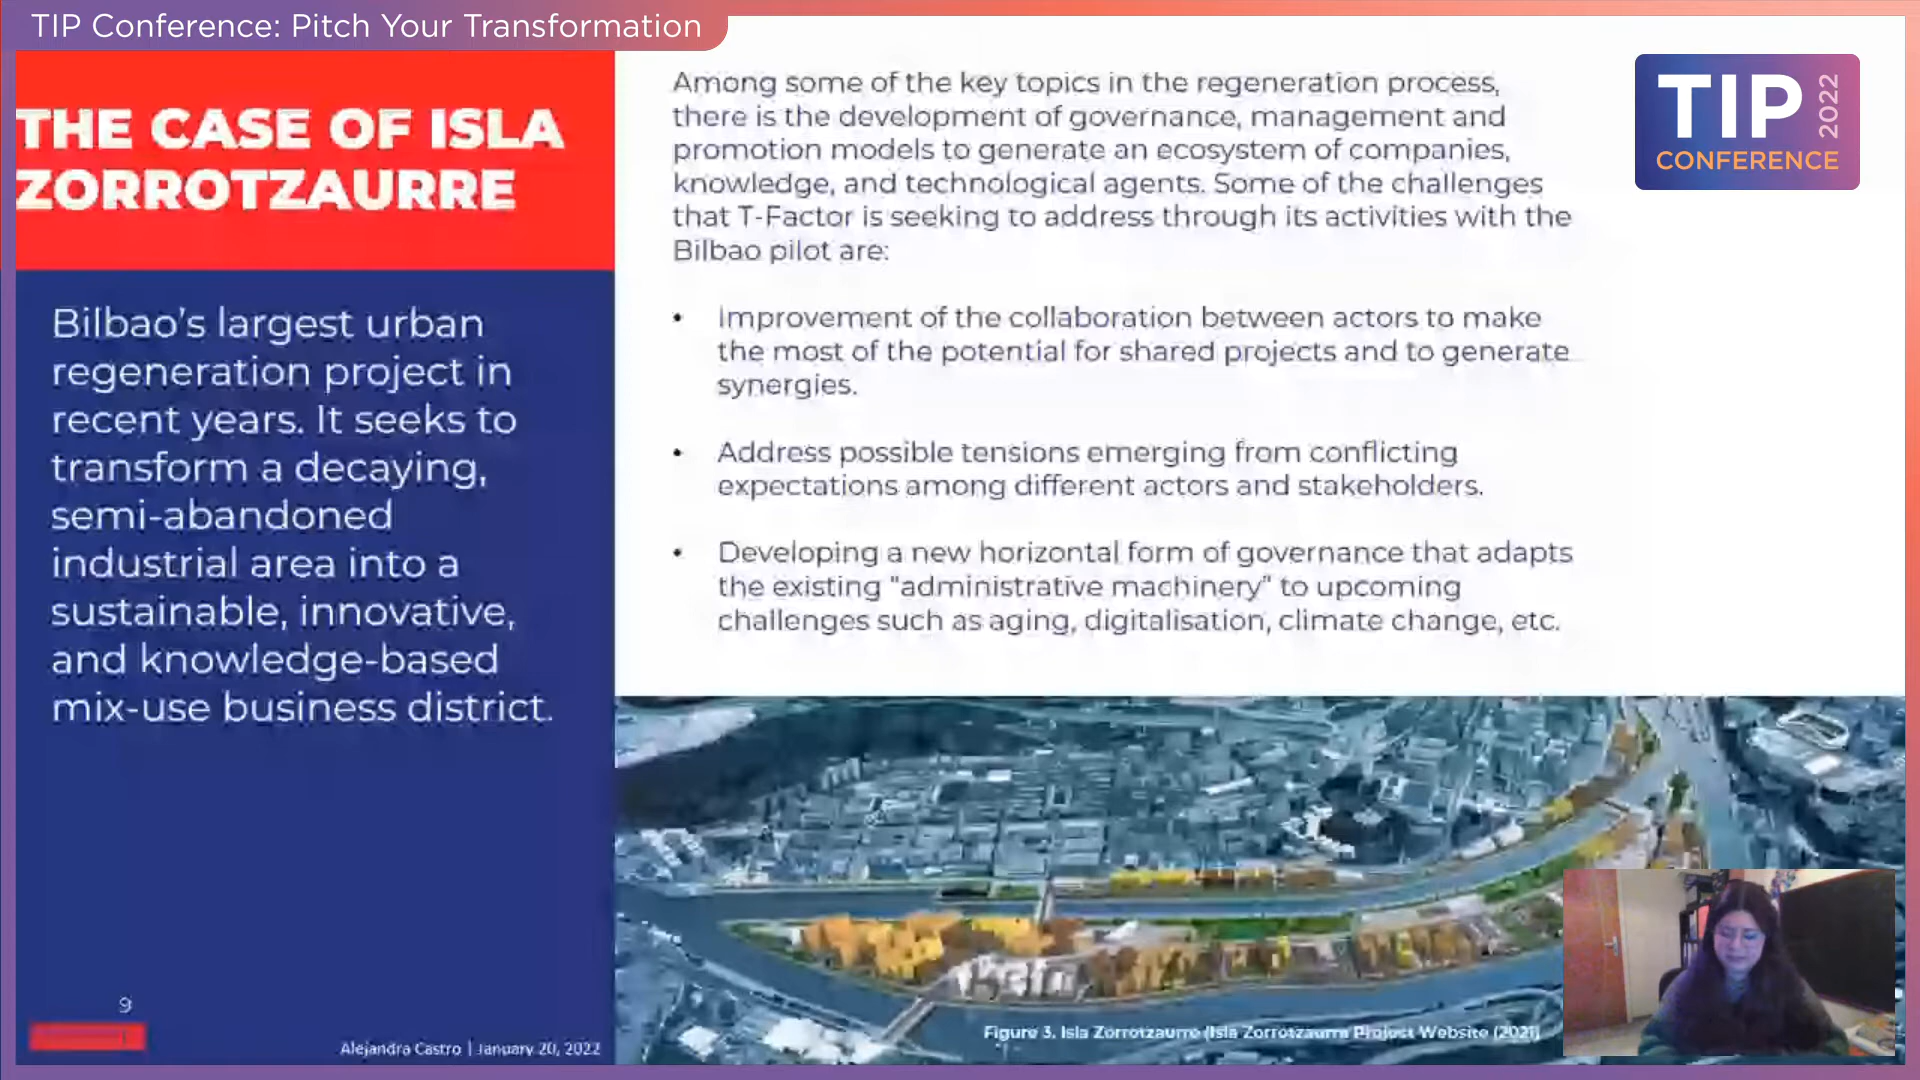 TIP Conference: Pitch Your Transformation
THE CASE OF ISLA
ZORROTZAURRE
Bilbao's largest urban
regeneration project in
recent years. It seeks to
transform a decaying,
semi-abandoned
industrial area into a
sustainable, innovative,
and knowledge-based
mix-use business district.
9
Alejandra Castro | January 20, 2022
Among some of the key topics in the regeneration process,
there is the development of governance, management and
promotion models to generate an ecosystem of companies,
knowledge, and technological agents. Some of the challenges
that T-Factor is seeking to address through its activities with the
Bilbao pilot are:
• Improvement of the collaboration between actors to make
the most of the potential for shared projects and to generate
synergies.
• Address possible tensions emerging from conflicting
expectations among different actors and stakeholders.
• Developing a new horizontal form of governance that adapts
the existing "administrative machinery" to upcoming
challenges such as aging, digitalisation, climate change, etc.
Figure 3. Isla Zorrotzaurre (Isla Zorrotzaurre Project Website (2021)
TIP 2022
CONFERENCE